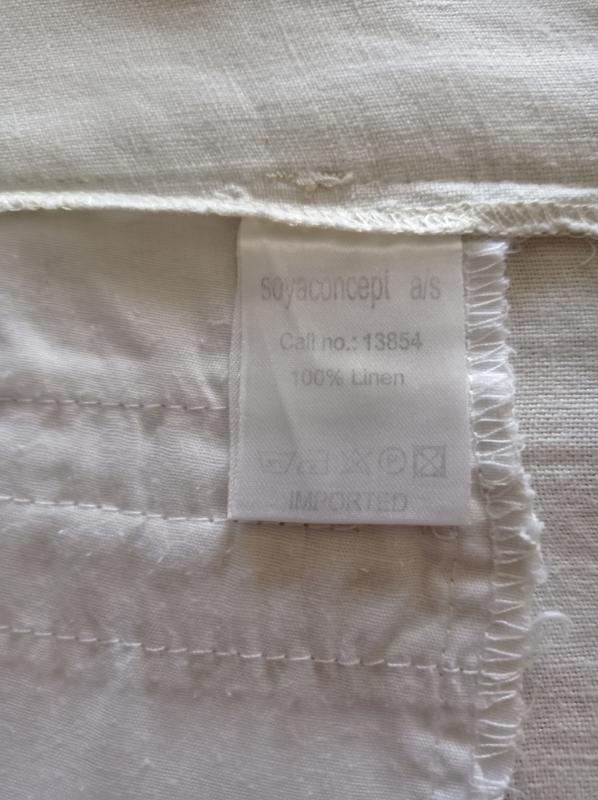 soyaconcept a/s
Call no.: 13854
100% Linen
IMPORTED